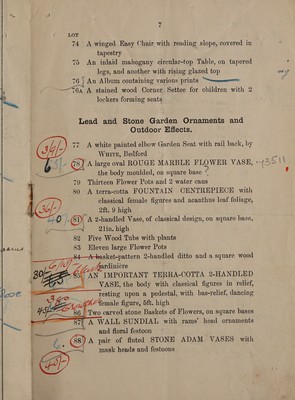 7
LOT
74 A winged Easy Chair with reading slope, covered in
tapestry
75 An inlaid mahogany circular-top Table, on tapered
legs, and another with rising glazed top
76 An Album containing various prints
76A A stained wood Corner Settee for children with 2
lockers forming seats
Lead and Stone Garden Ornaments and
Outdoor Effects.
77 A white painted elbow Garden Seat with rail back, by
WHITE, Bedford
78 A large oval ROUGE MARBLE FLOWER VASE,
the body moulded, on square base ?
79 Thirteen Flower Pots and 2 water cans
80 A terra-cotta FOUNTAIN CENTREPIECE with
classical female figures and acanthus leaf foliage,
2ft. 9 high
81 A 2-handled Vase, of classical design, on square base,
21in. high
82 Five Wood Tubs with plants
83 Eleven large Flower Pots
84 A basket-pattern 2-handled ditto and a square wood
jardiniere
AN IMPORTANT TERRA-COTTA 2-HANDLED
VASE, the body with classical figures in relief,
resting upon a pedestal, with bas-relief, dancing
female figure, 5ft. high
86 Two carved stone Baskets of Flowers, on square bases
87 A WALL SUNDIAL with rams' head ornaments
and floral festoon
88 A pair of fluted STONE ADAM VASES with
mask heads and festoons